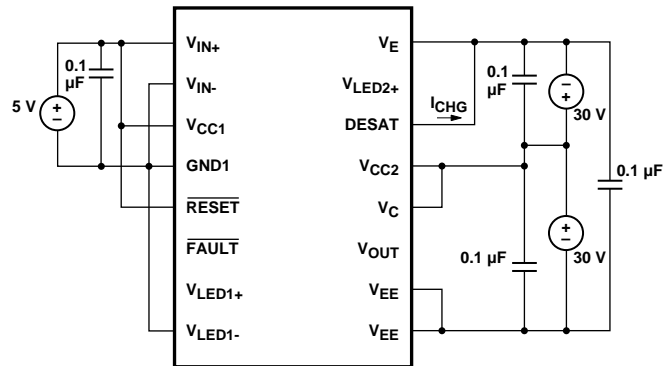 V_IN+
V_IN-
V_CC1
GND1
RESET
FAULT
V_LED1+
V_LED1-
V_E
V_LED2+
DESAT
V_CC2
V_C
V_OUT
V_EE
V_EE
5 V
+
−
0.1
µF
I_CHG
0.1
µF
−
+
30 V
0.1 µF
0.1 µF
+
−
30 V